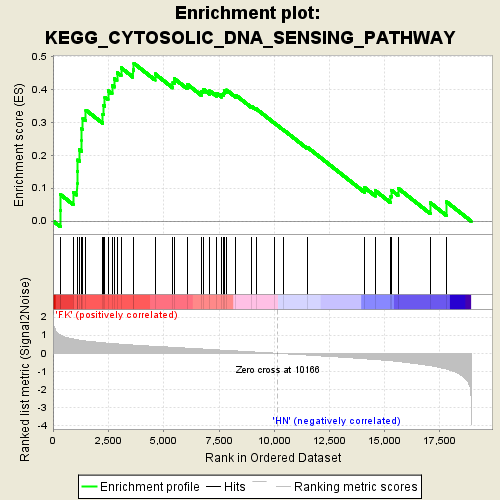 Enrichment plot:
KEGG_CYTOSOLIC_DNA_SENSING_PATHWAY
Enrichment score (ES)
0.5
0.4
0.3
0.2
0.1
0.0
Ranked list metric (Signal2Noise)
2
1
0
-1
-2
-3
-4
'FK' (positively correlated)
Zero cross at 10166
'HN' (negatively correlated)
0
2,500
5,000
7,500
10,000
12,500
15,000
17,500
Rank in Ordered Dataset
Enrichment profile
Hits
Ranking metric scores